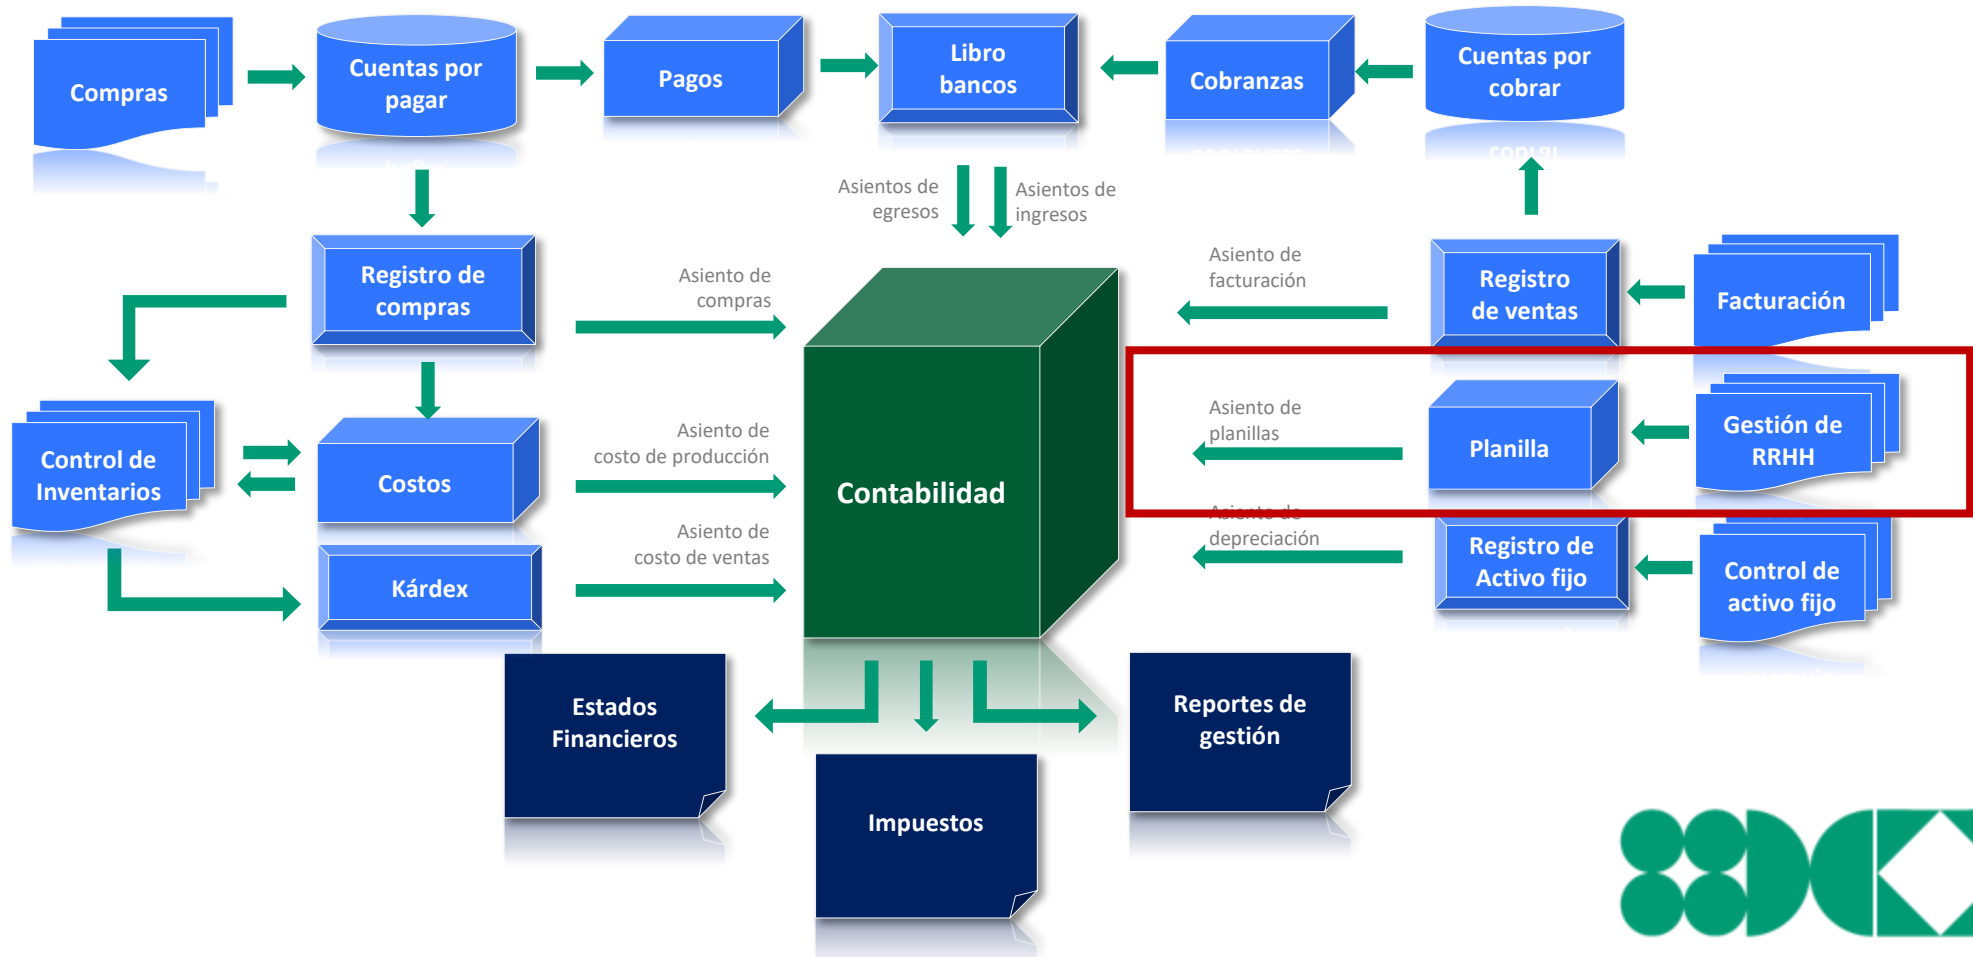 Compras
Cuentas por
pagar
Pagos
Libro
bancos
Cobranzas
Cuentas por
cobrar
Asientos de
egresos
Asientos de
ingresos
Registro de
compras
Asiento de
compras
Asiento de
facturación
Registro
de ventas
Facturación
Control de
Inventarios
Costos
Asiento de
costo de producción
Contabilidad
Asiento de
planillas
Planilla
Gestión de
RRHH
Kárdex
Asiento de
costo de ventas
Asiento de
depreciación
Registro de
Activo fijo
Control de
activo fijo
Estados
Financieros
Impuestos
Reportes de
gestión